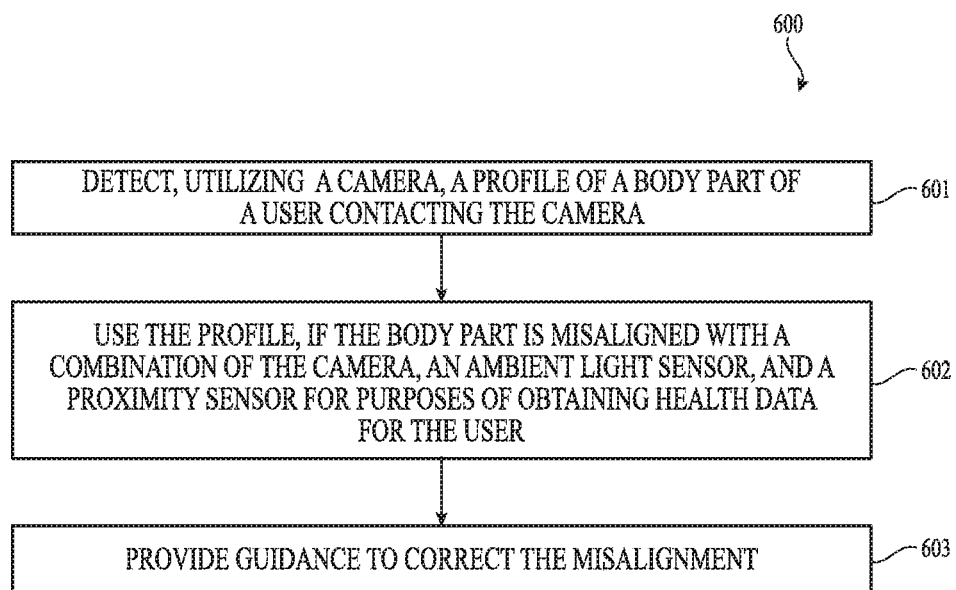 600
DETECT, UTILIZING A CAMERA, A PROFILE OF A BODY PART OF
A USER CONTACTING THE CAMERA
601
USE THE PROFILE, IF THE BODY PART IS MISALIGNED WITH A
COMBINATION OF THE CAMERA, AN AMBIENT LIGHT SENSOR, AND A
PROXIMITY SENSOR FOR PURPOSES OF OBTAINING HEALTH DATA
FOR THE USER
602
PROVIDE GUIDANCE TO CORRECT THE MISALIGNMENT
603